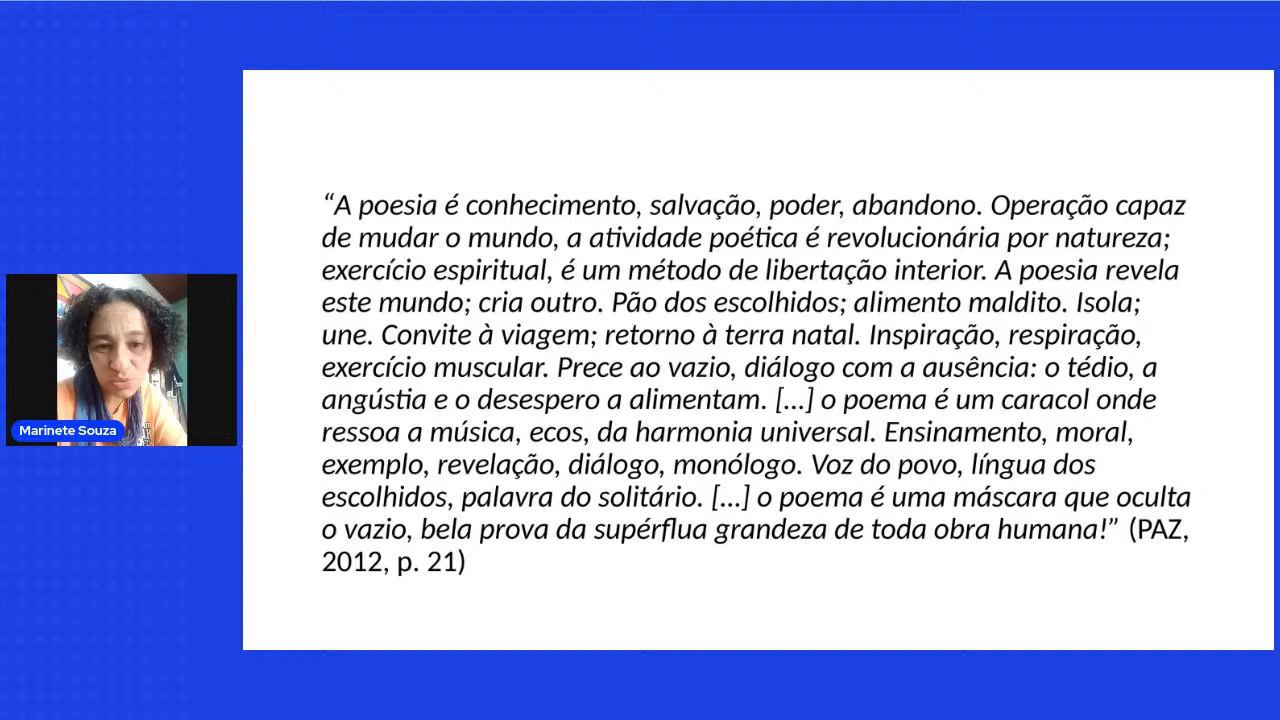 “A poesia é conhecimento, salvação, poder, abandono. Operação capaz
de mudar o mundo, a atividade poética é revolucionária por natureza;
exercício espiritual, é um método de libertação interior. A poesia revela
este mundo; cria outro. Pão dos escolhidos; alimento maldito. Isola;
une. Convite à viagem; retorno à terra natal. Inspiração, respiração,
exercício muscular. Prece ao vazio, diálogo com a ausência: o tédio, a
angústia e o desespero a alimentam. [...] o poema é um caracol onde
ressoa a música, ecos, da harmonia universal. Ensinamento, moral,
exemplo, revelação, diálogo, monólogo. Voz do povo, língua dos
escolhidos, palavra do solitário. [...] o poema é uma máscara que oculta
o vazio, bela prova da supérflua grandeza de toda obra humana!” (PAZ,
2012, p. 21)
Marinete Souza